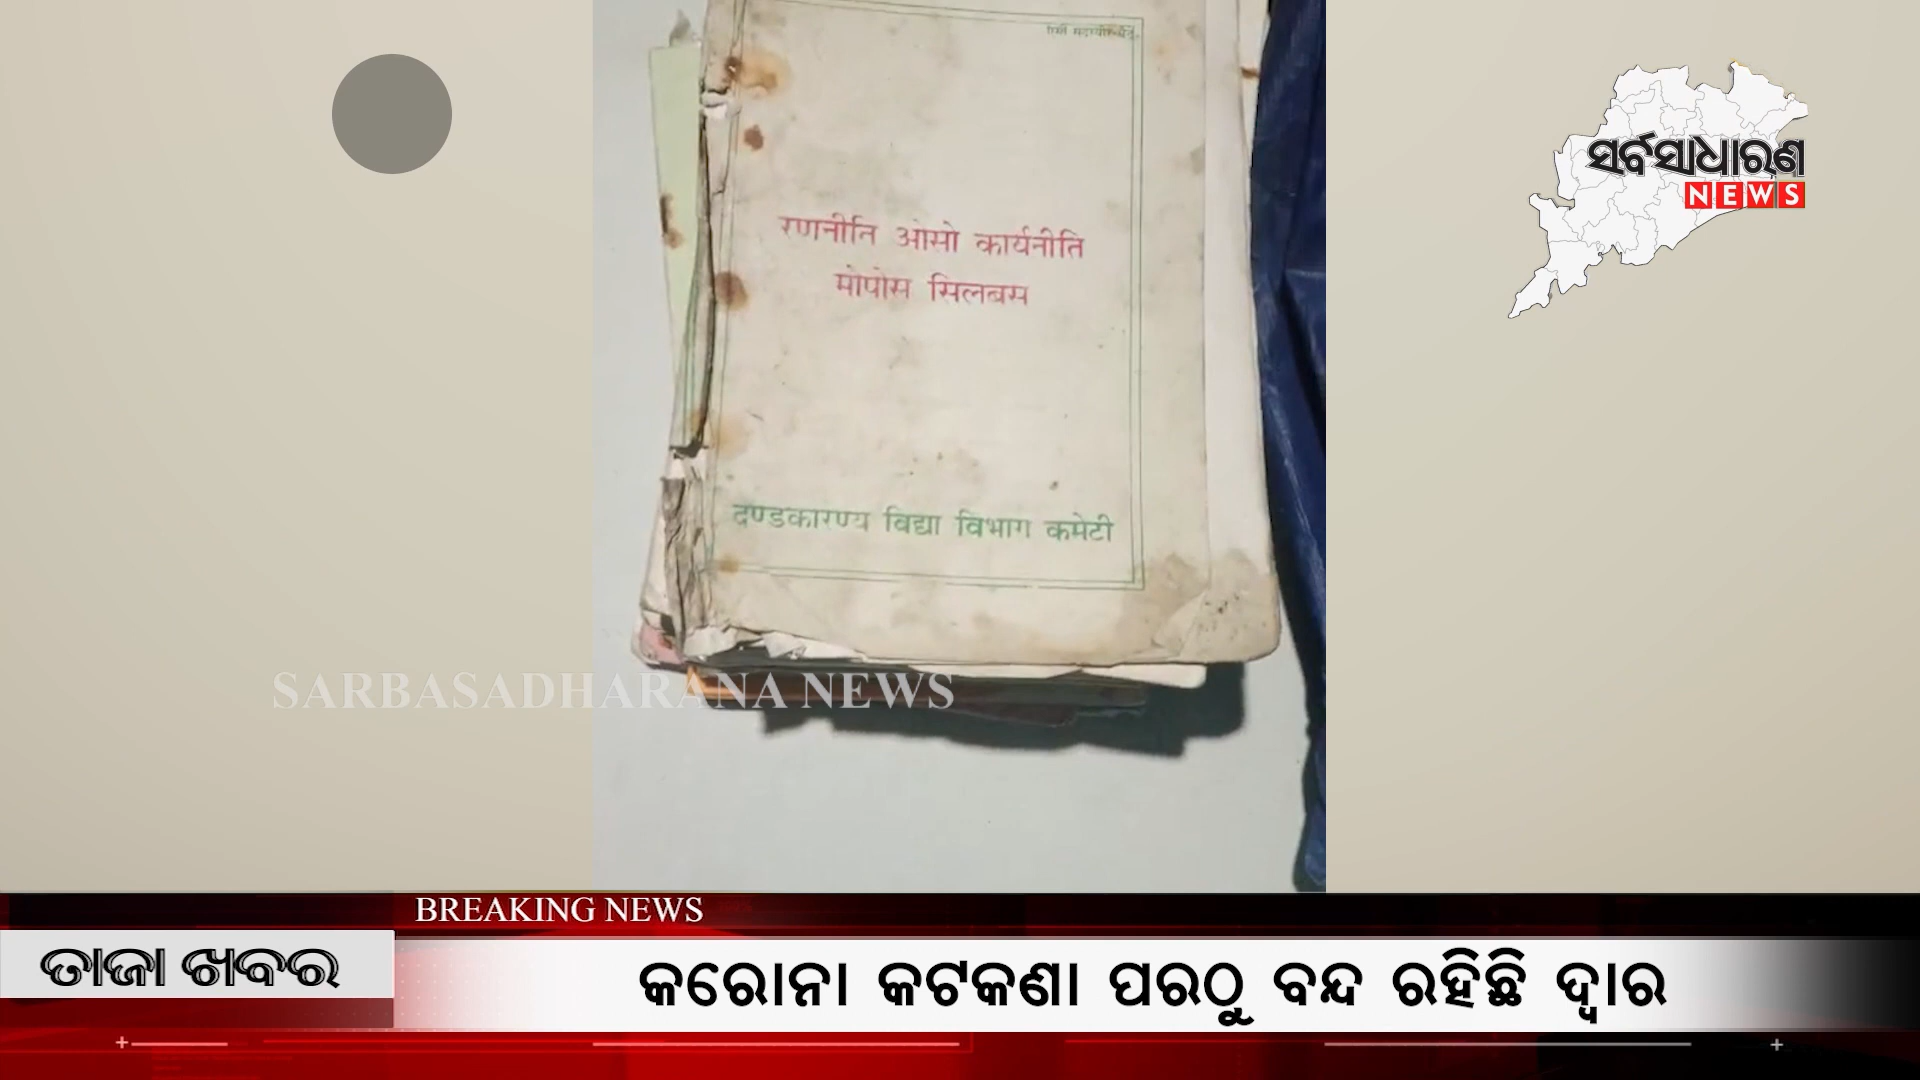 रणनीति ओसो कार्यनीति
मोपोस सिलबस
दण्डकारण्य विद्या विभाग कमेटी
ସର୍ବସାଧାରଣ
NEWS
SARBASADHARANA NEWS
BREAKING NEWS
ତାଜା ଖବର
କରୋନା କଟକଣା ପରଠୁ ବନ୍ଦ ରହିଛି ଦ୍ୱାର